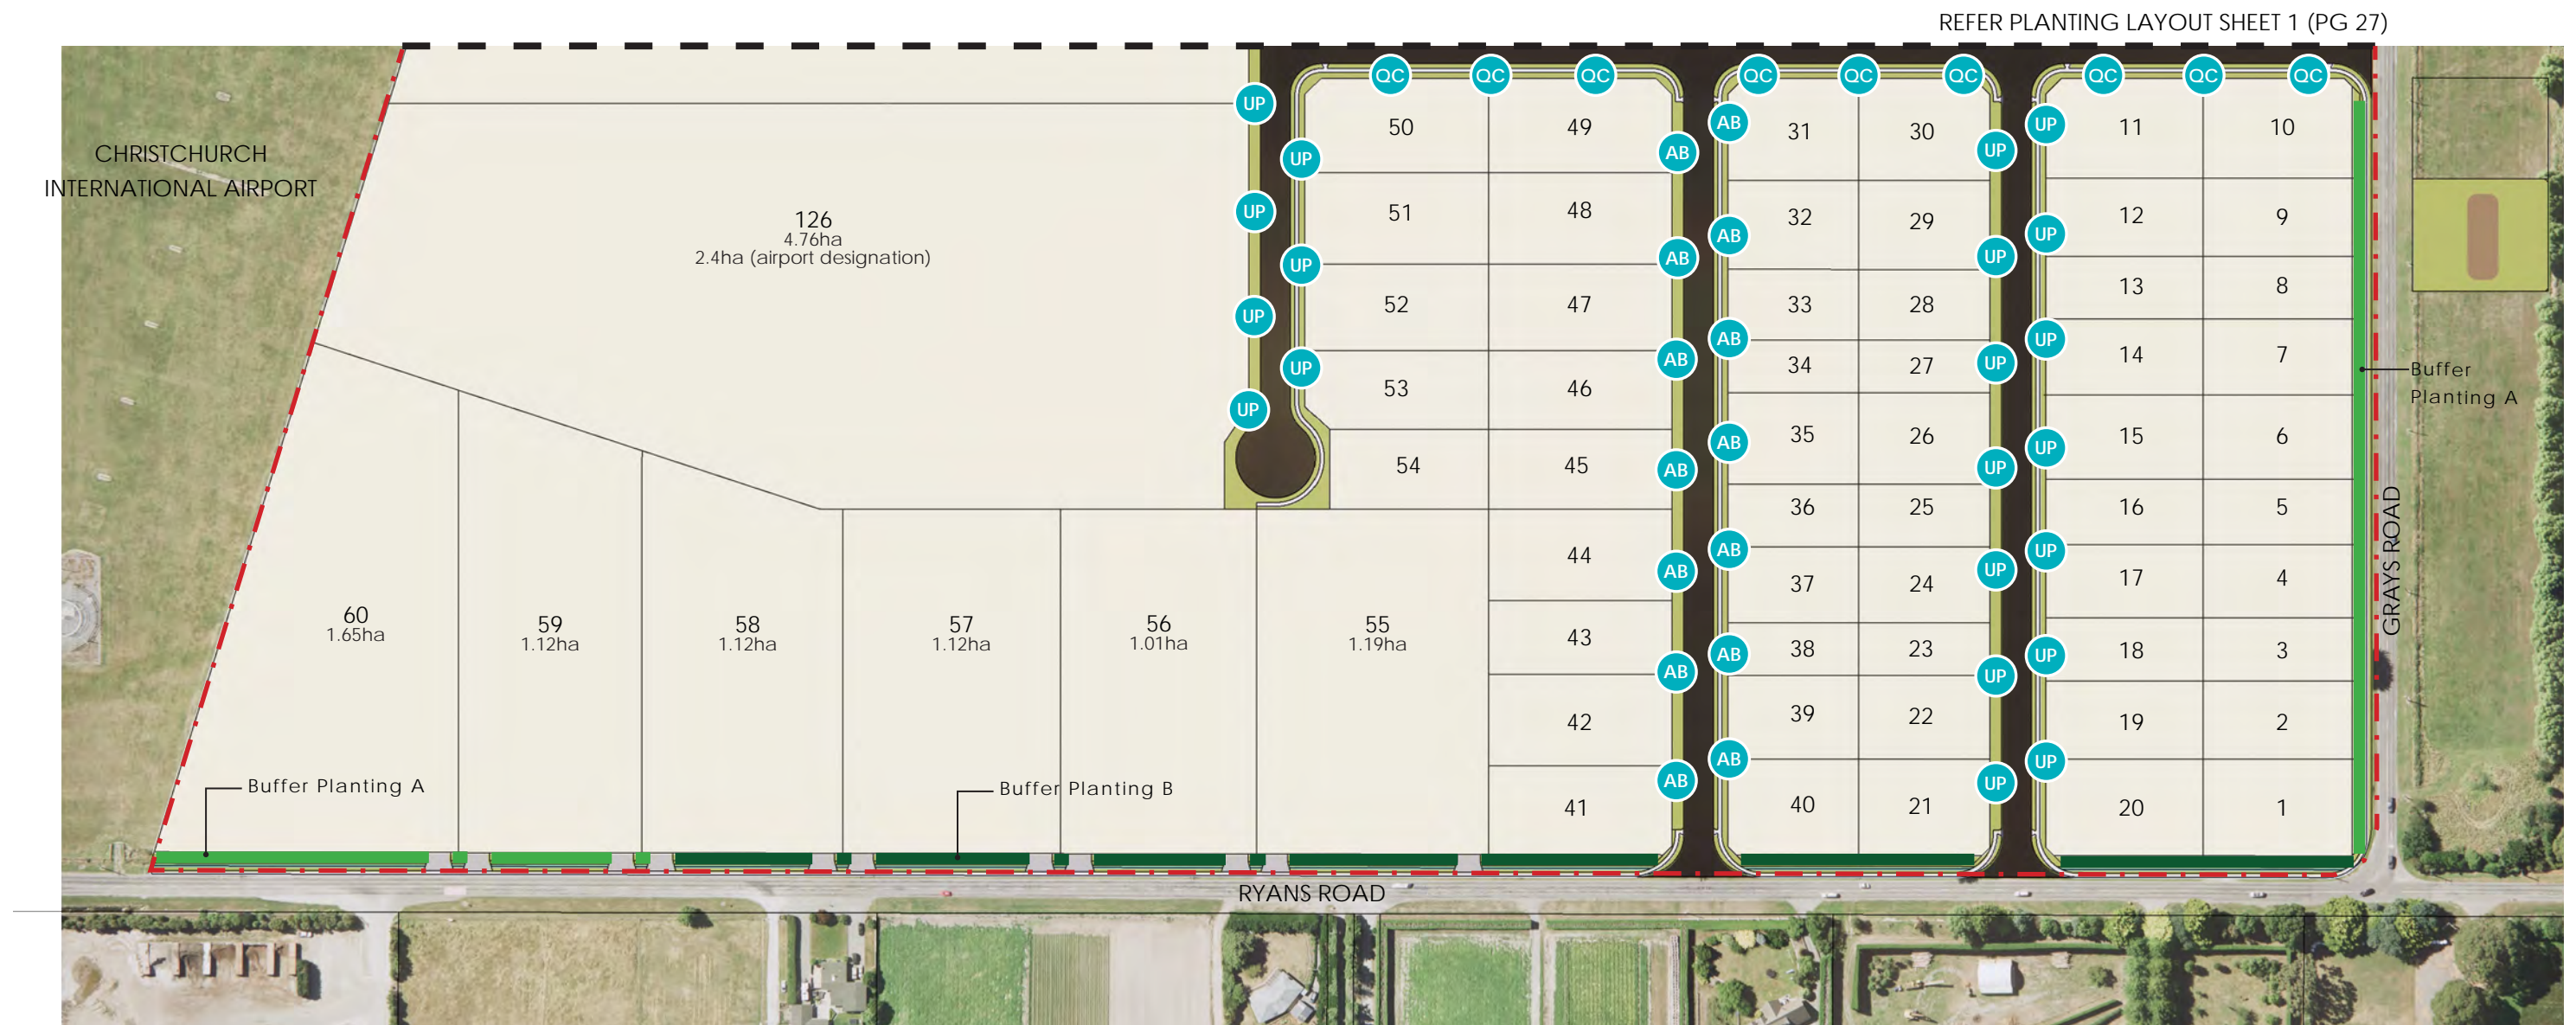 REFER PLANTING LAYOUT SHEET 1 (PG 27)
QC QC QC QC QC QC QC QC QC
UP
50 49 31 30 11 10
AB UP
CHRISTCHURCH
INTERNATIONAL AIRPORT
UP AB UP
126
4.76ha
2.4ha (airport designation)
UP
51 48 32 29 12 9
AB UP
UP AB UP
13 8
UP
52 47 33 28
AB UP
UP AB UP
34 27 14 7
Buffer
Planting A
53 46
UP
35 26 15 6
AB UP
54 45
AB UP
36 25 16 5
GRAYS ROAD
44
AB UP
AB UP
37 24 17 4
60
1.65ha
59
1.12ha
58
1.12ha
57
1.12ha
56
1.01ha
55
1.19ha
43
38 23 18 3
AB UP
AB UP
42
39 22 19 2
AB UP
AB UP
Buffer Planting A
Buffer Planting B
41
40 21 20 1
RYANS ROAD